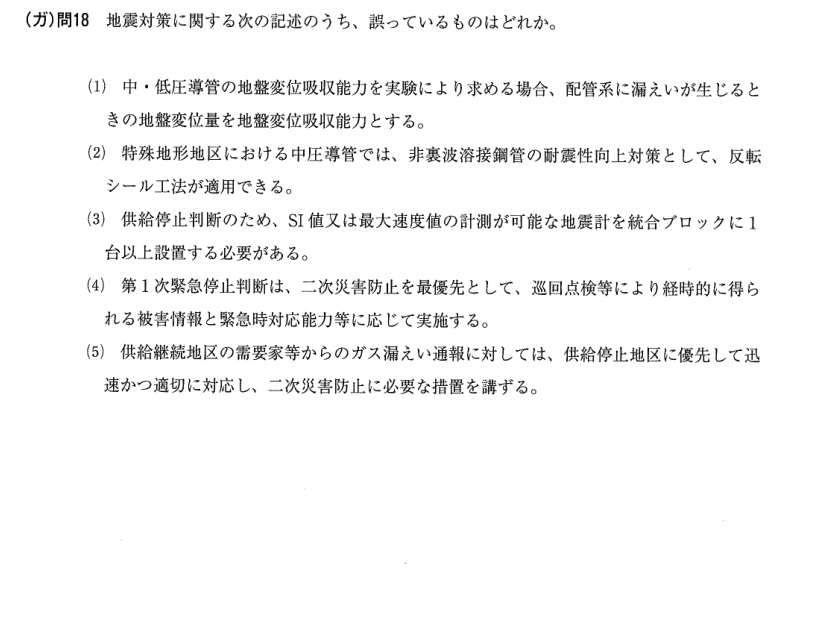 (ガ)問18 地震対策に関する次の記述のうち、誤っているものはどれか。
(1) 中・低圧導管の地盤変位吸収能力を実験により求める場合、配管系に漏えいが生じると
きの地盤変位量を地盤変位吸収能力とする。
(2) 特殊地形地区における中圧導管では、非裏波溶接鋼管の耐震性向上対策として、反転
シール工法が適用できる。
(3) 供給停止判断のため、SI 値又は最大速度値の計測が可能な地震計を統合ブロックに1
台以上設置する必要がある。
(4) 第1次緊急停止判断は、二次災害防止を最優先として、巡回点検等により経時的に得ら
れる被害情報と緊急時対応能力等に応じて実施する。
(5) 供給継続地区の需要家等からのガス漏えい通報に対しては、供給停止地区に優先して迅
速かつ適切に対応し、二次災害防止に必要な措置を講ずる。